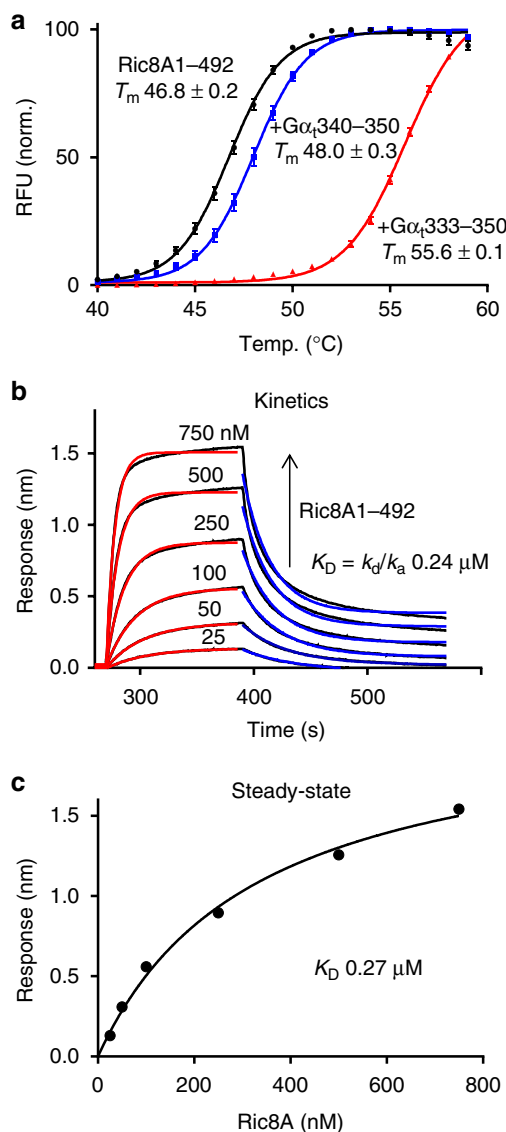 a
100
50
0
RFU (norm.)
Ric8A1–492
Tm 46.8 ± 0.2
+Gαt340–350
Tm 48.0 ± 0.3
+Gαt333–350
Tm 55.6 ± 0.1
40 45 50 55 60
Temp. (°C)
b
Kinetics
1.5
1.0
0.5
0.0
Response (nm)
750 nM
500
250
100
50
25
Ric8A1–492
KD = kd/ka 0.24 μM
300 400 500
Time (s)
c
Steady-state
1.5
1.0
0.5
0.0
Response (nm)
KD 0.27 μM
0 200 400 600 800
Ric8A (nM)